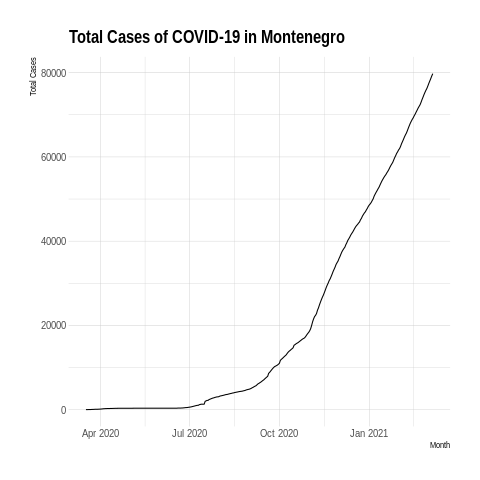 Total Cases of COVID-19 in Montenegro
Total Cases
80000
60000
40000
20000
0
Apr 2020
Jul 2020
Oct 2020
Jan 2021
Month